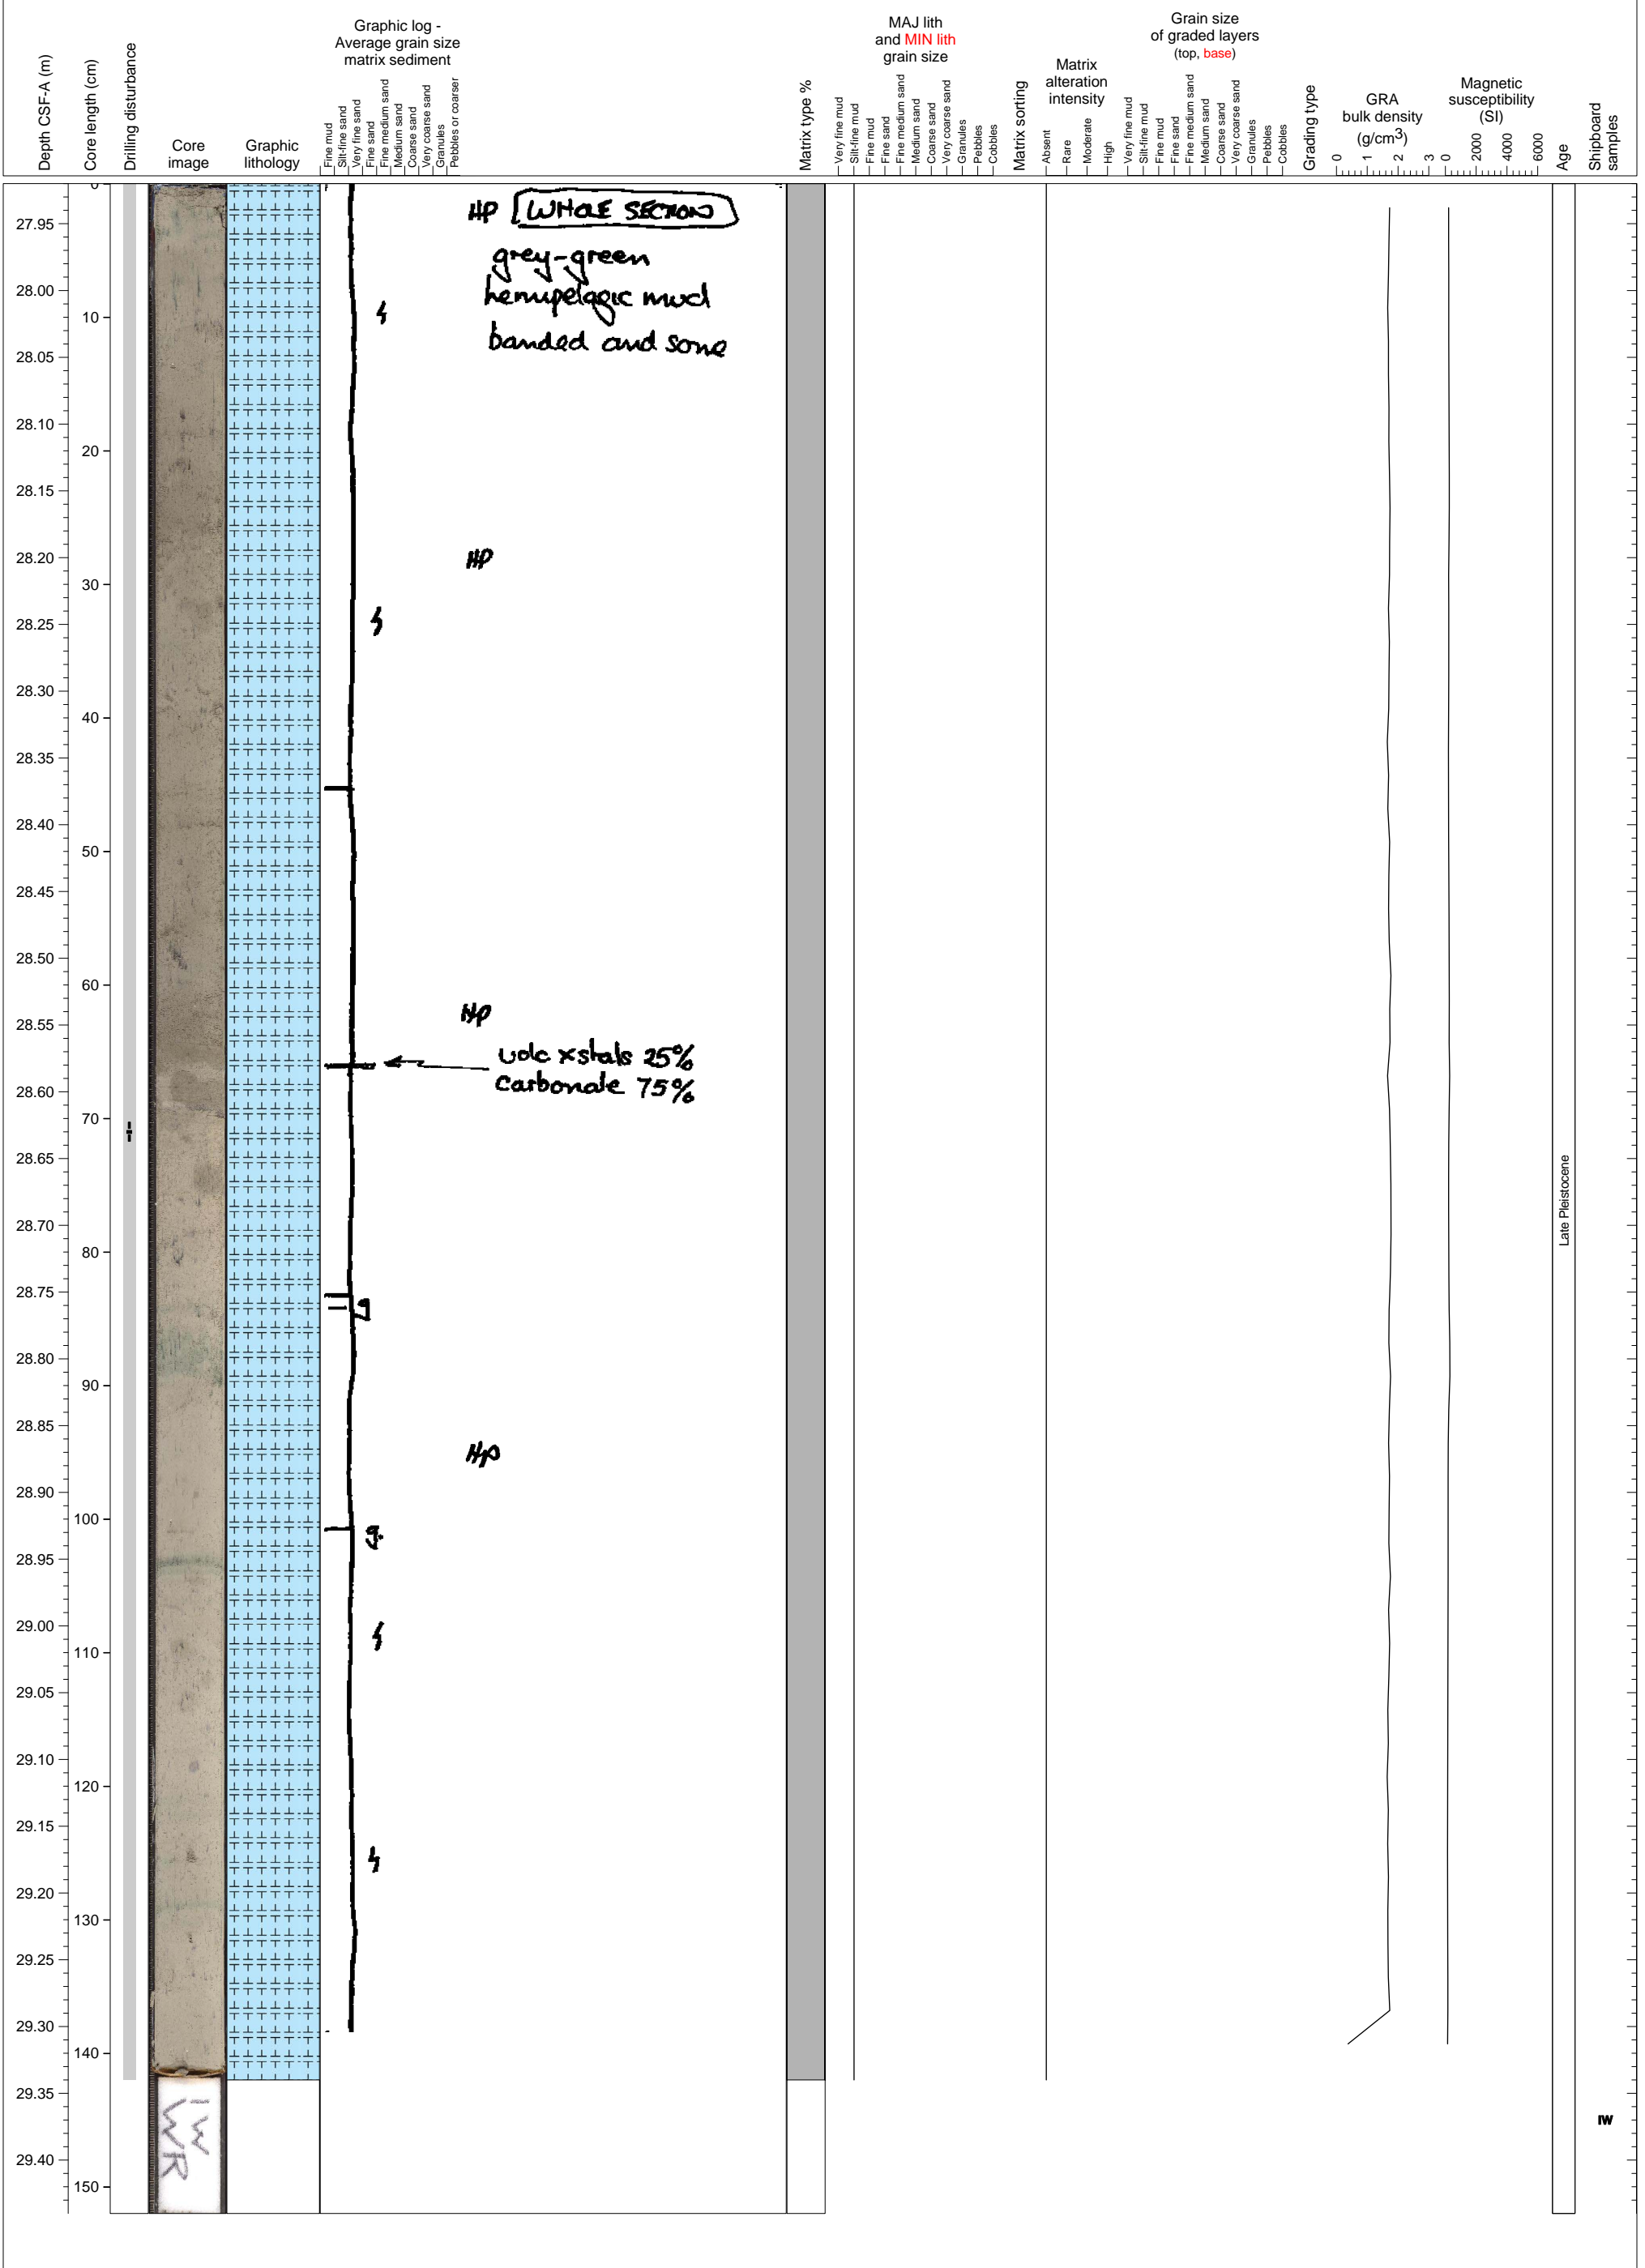 Depth CSF-A (m)
Core length (cm)
Drilling disturbance
Core
image
Graphic
lithology
Graphic log -
Average grain size
matrix sediment
Fine mud
Silt-fine sand
Very fine sand
Fine sand
Fine medium sand
Medium sand
Coarse sand
Very coarse sand
Granules
Pebbles or coarser
Matrix type %
MAJ lith
and MIN lith
grain size
Very fine mud
Silt-fine mud
Fine mud
Fine sand
Fine medium sand
Medium sand
Coarse sand
Very coarse sand
Granules
Pebbles
Cobbles
Matrix sorting
Matrix
alteration
intensity
Absent
Rare
Moderate
High
Grain size
of graded layers
(top, base)
Very fine mud
Silt-fine mud
Fine mud
Fine sand
Fine medium sand
Medium sand
Coarse sand
Very coarse sand
Granules
Pebbles
Cobbles
Grading type
GRA
bulk density
(g/cm3)
0 1 2 3
Magnetic
susceptibility
(SI)
0 2000 4000 6000
Age
Shipboard
samples
0
HP WHOLE SECTION
27.95
grey-green
28.00
hemipelagic mud
10
banded and some
28.05
28.10
20
28.15
28.20
HP
30
28.25
28.30
40
28.35
28.40
50
28.45
28.50
60
HP
28.55
volc xstals 25%
carbonate 75%
28.60
70
28.65
28.70
Late Pleistocene
80
28.75
g
28.80
90
28.85
HP
28.90
100
g.
28.95
29.00
110
29.05
29.10
120
29.15
29.20
130
29.25
29.30
140
29.35
IW
WR
IW
29.40
150